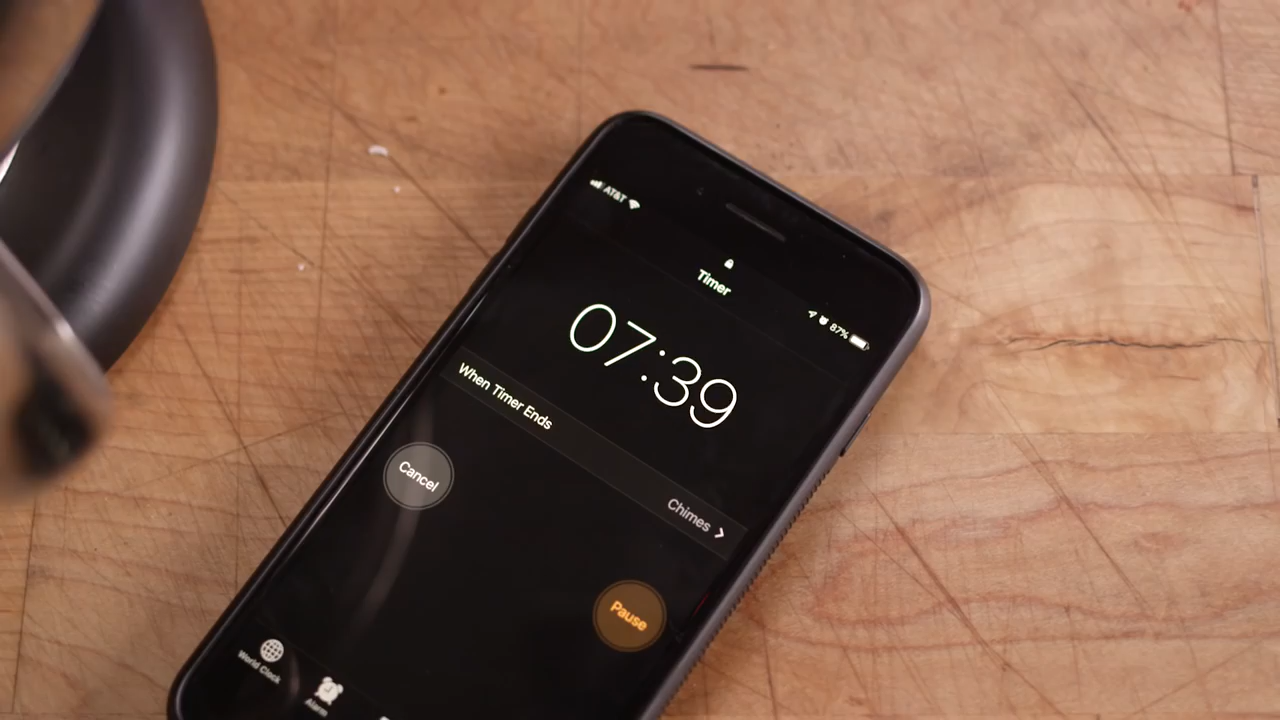 AT&T
87%
Timer
07:39
When Timer Ends
Chimes
Cancel
Pause
World Clock
Alarm